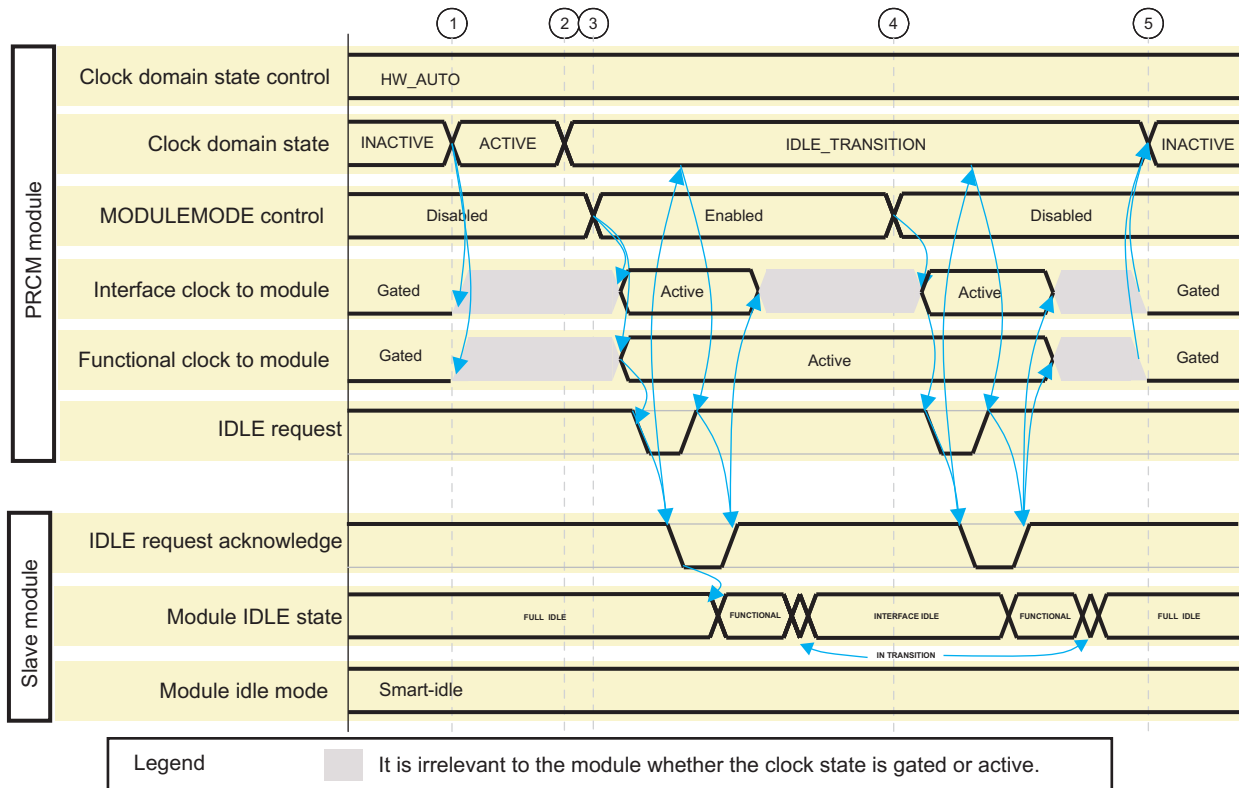 1 2 3 4 5
PRCM module
Clock domain state control
HW_AUTO
Clock domain state
INACTIVE ACTIVE IDLE_TRANSITION INACTIVE
MODULEMODE control
Disabled Enabled Disabled
Interface clock to module
Gated Active Active Gated
Functional clock to module
Gated Active Gated
IDLE request
Slave module
IDLE request acknowledge
Module IDLE state
FULL IDLE FUNCTIONAL INTERFACE IDLE FUNCTIONAL FULL IDLE
IN TRANSITION
Module idle mode
Smart-idle
Legend It is irrelevant to the module whether the clock state is gated or active.